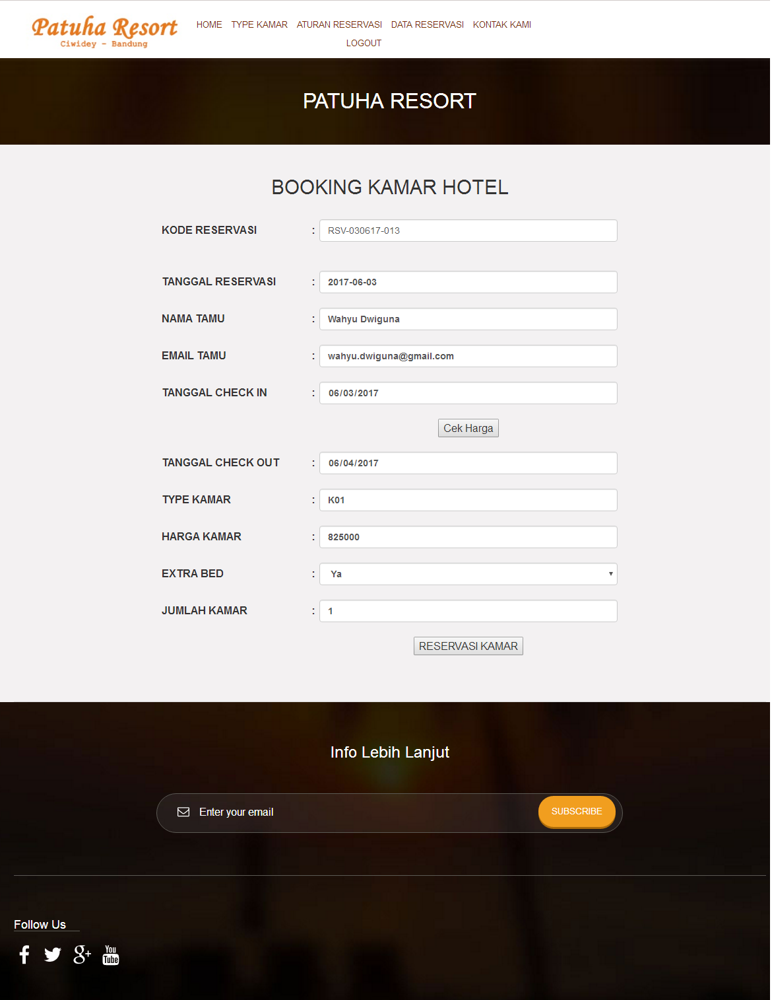 Patuha Resort
Ciwidey - Bandung
HOME TYPE KAMAR ATURAN RESERVASI DATA RESERVASI KONTAK KAMI
LOGOUT
PATUHA RESORT
BOOKING KAMAR HOTEL
KODE RESERVASI : RSV-030617-013
TANGGAL RESERVASI : 2017-06-03
NAMA TAMU : Wahyu Dwiguna
EMAIL TAMU : wahyu.dwiguna@gmail.com
TANGGAL CHECK IN : 06/03/2017
Cek Harga
TANGGAL CHECK OUT : 06/04/2017
TYPE KAMAR : K01
HARGA KAMAR : 825000
EXTRA BED : Ya
JUMLAH KAMAR : 1
RESERVASI KAMAR
Info Lebih Lanjut
Enter your email SUBSCRIBE
Follow Us
f g+ You Tube